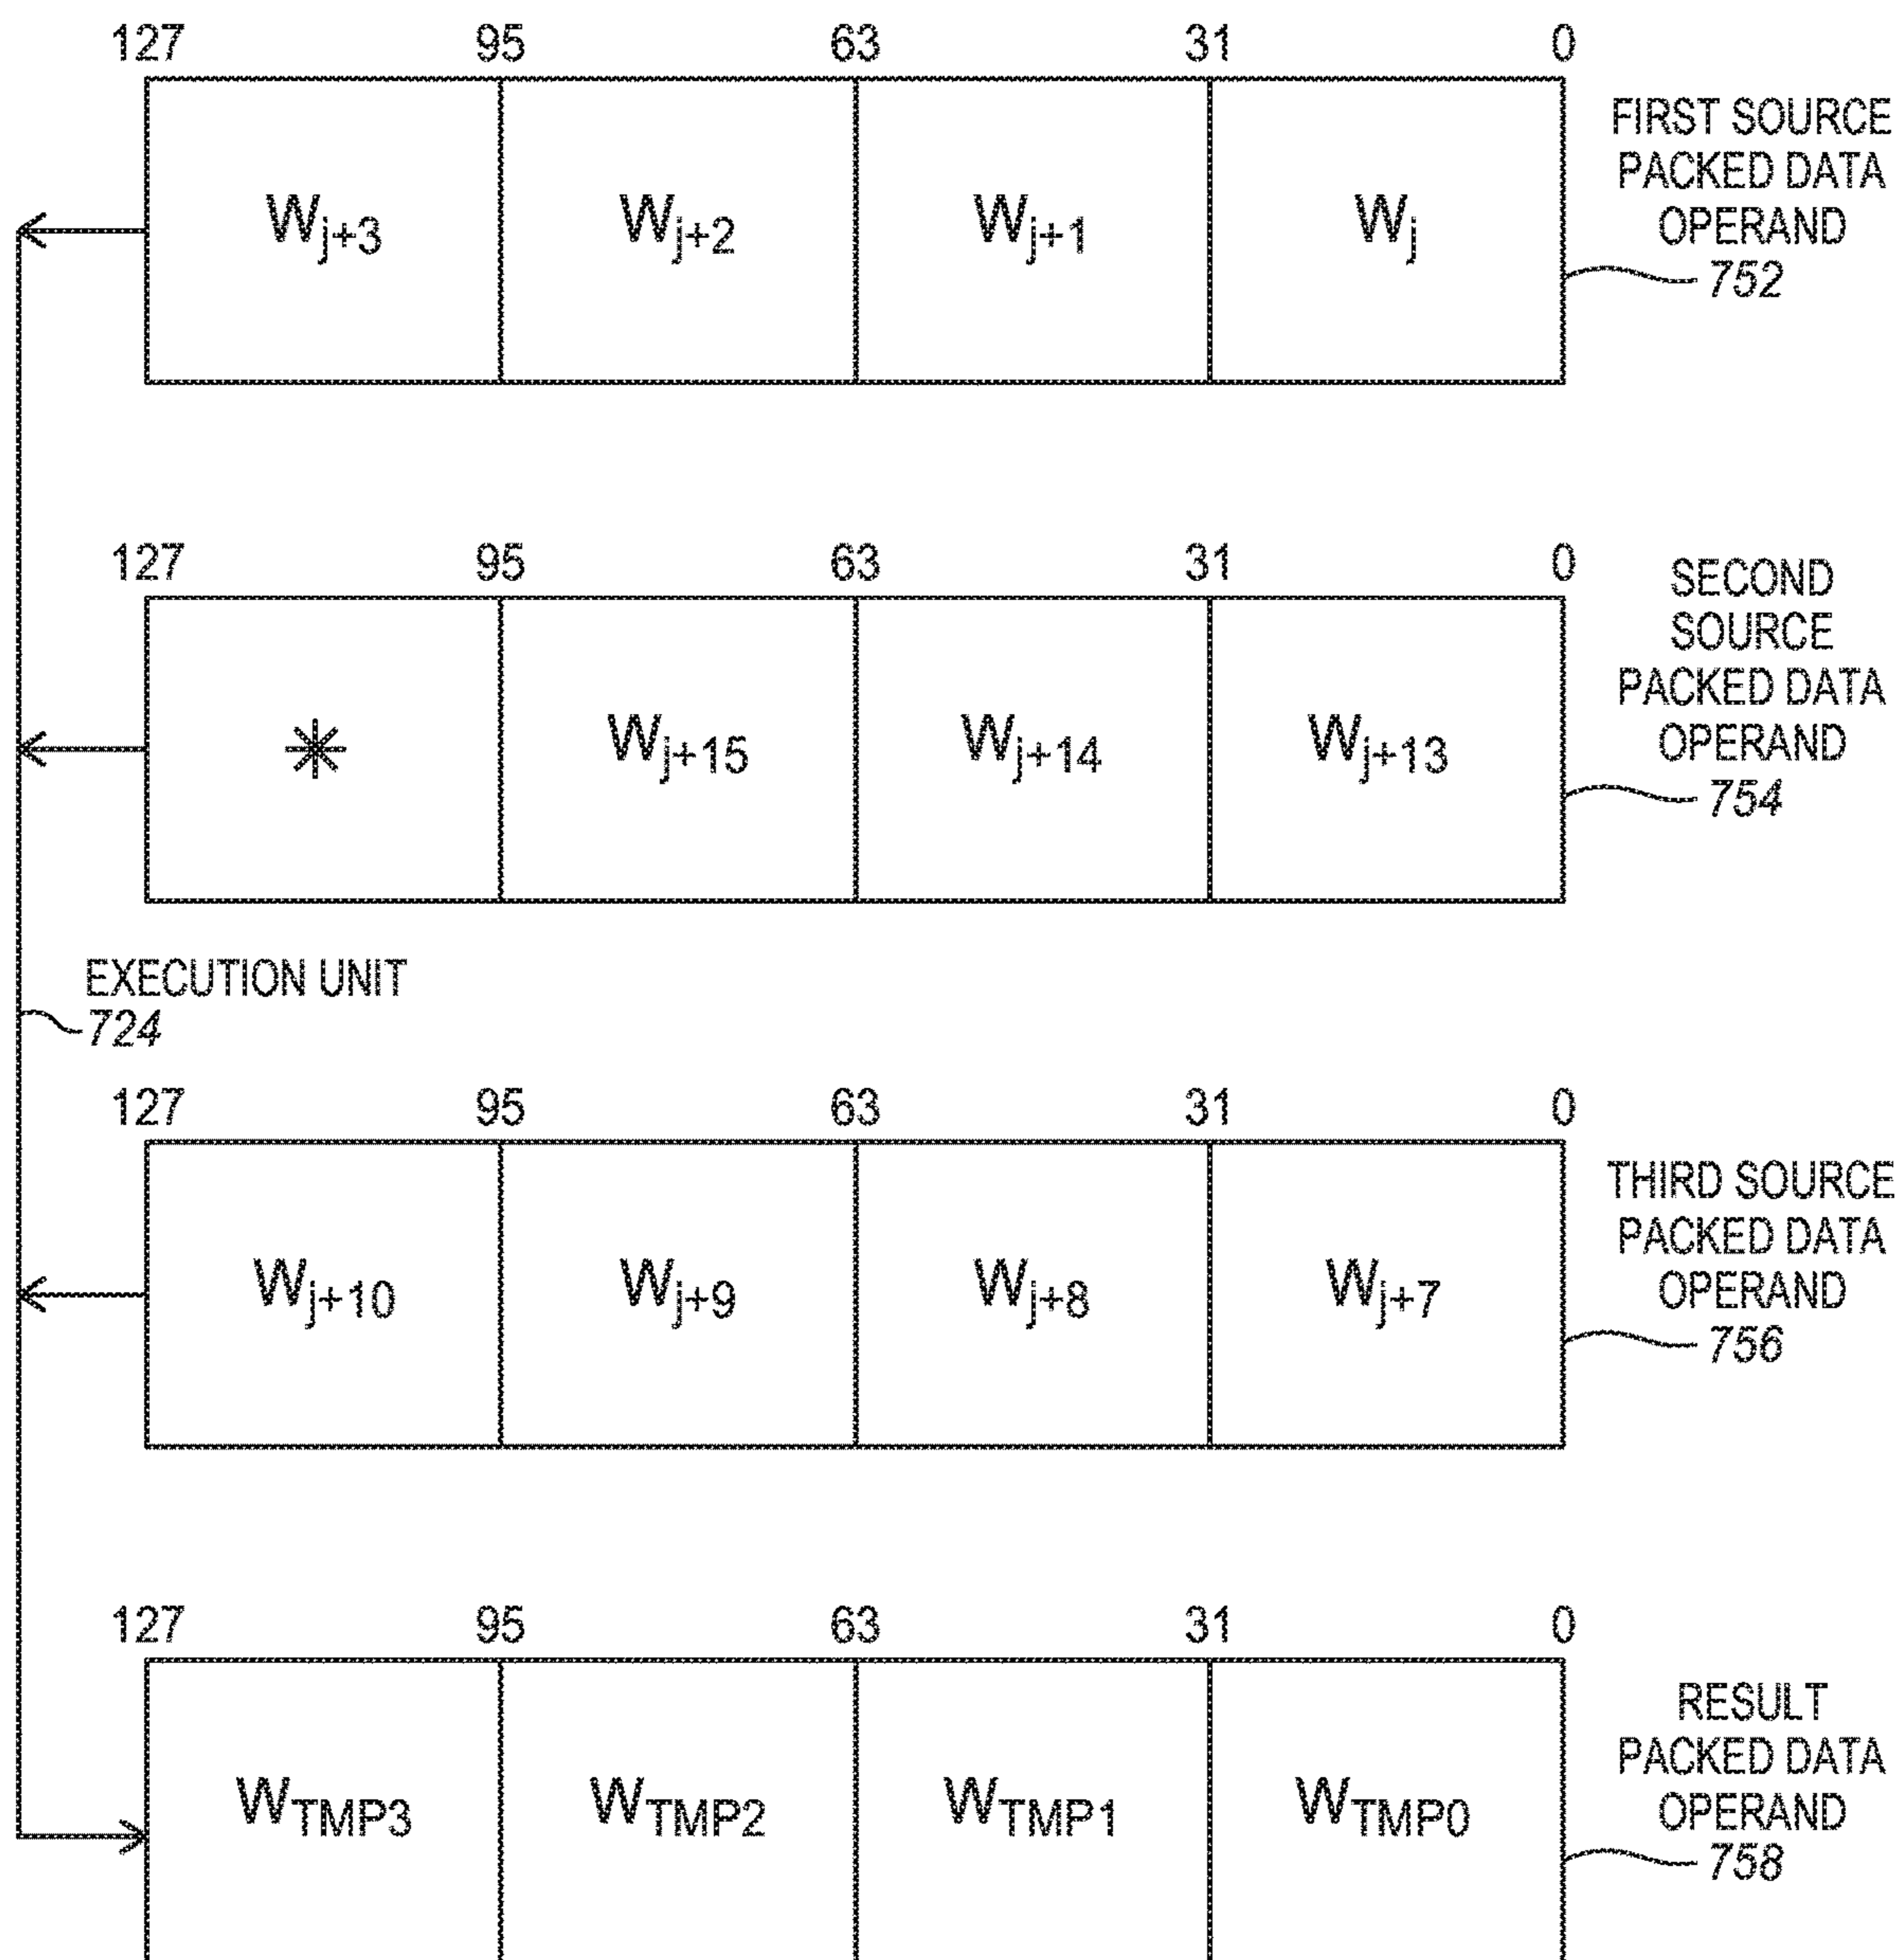 127 95 63 31 0
FIRST SOURCE
PACKED DATA
OPERAND
752
Wj+3 Wj+2 Wj+1 Wj
127 95 63 31 0
SECOND
SOURCE
PACKED DATA
OPERAND
754
* Wj+15 Wj+14 Wj+13
EXECUTION UNIT
724
127 95 63 31 0
THIRD SOURCE
PACKED DATA
OPERAND
756
Wj+10 Wj+9 Wj+8 Wj+7
127 95 63 31 0
RESULT
PACKED DATA
OPERAND
758
WTMP3 WTMP2 WTMP1 WTMP0